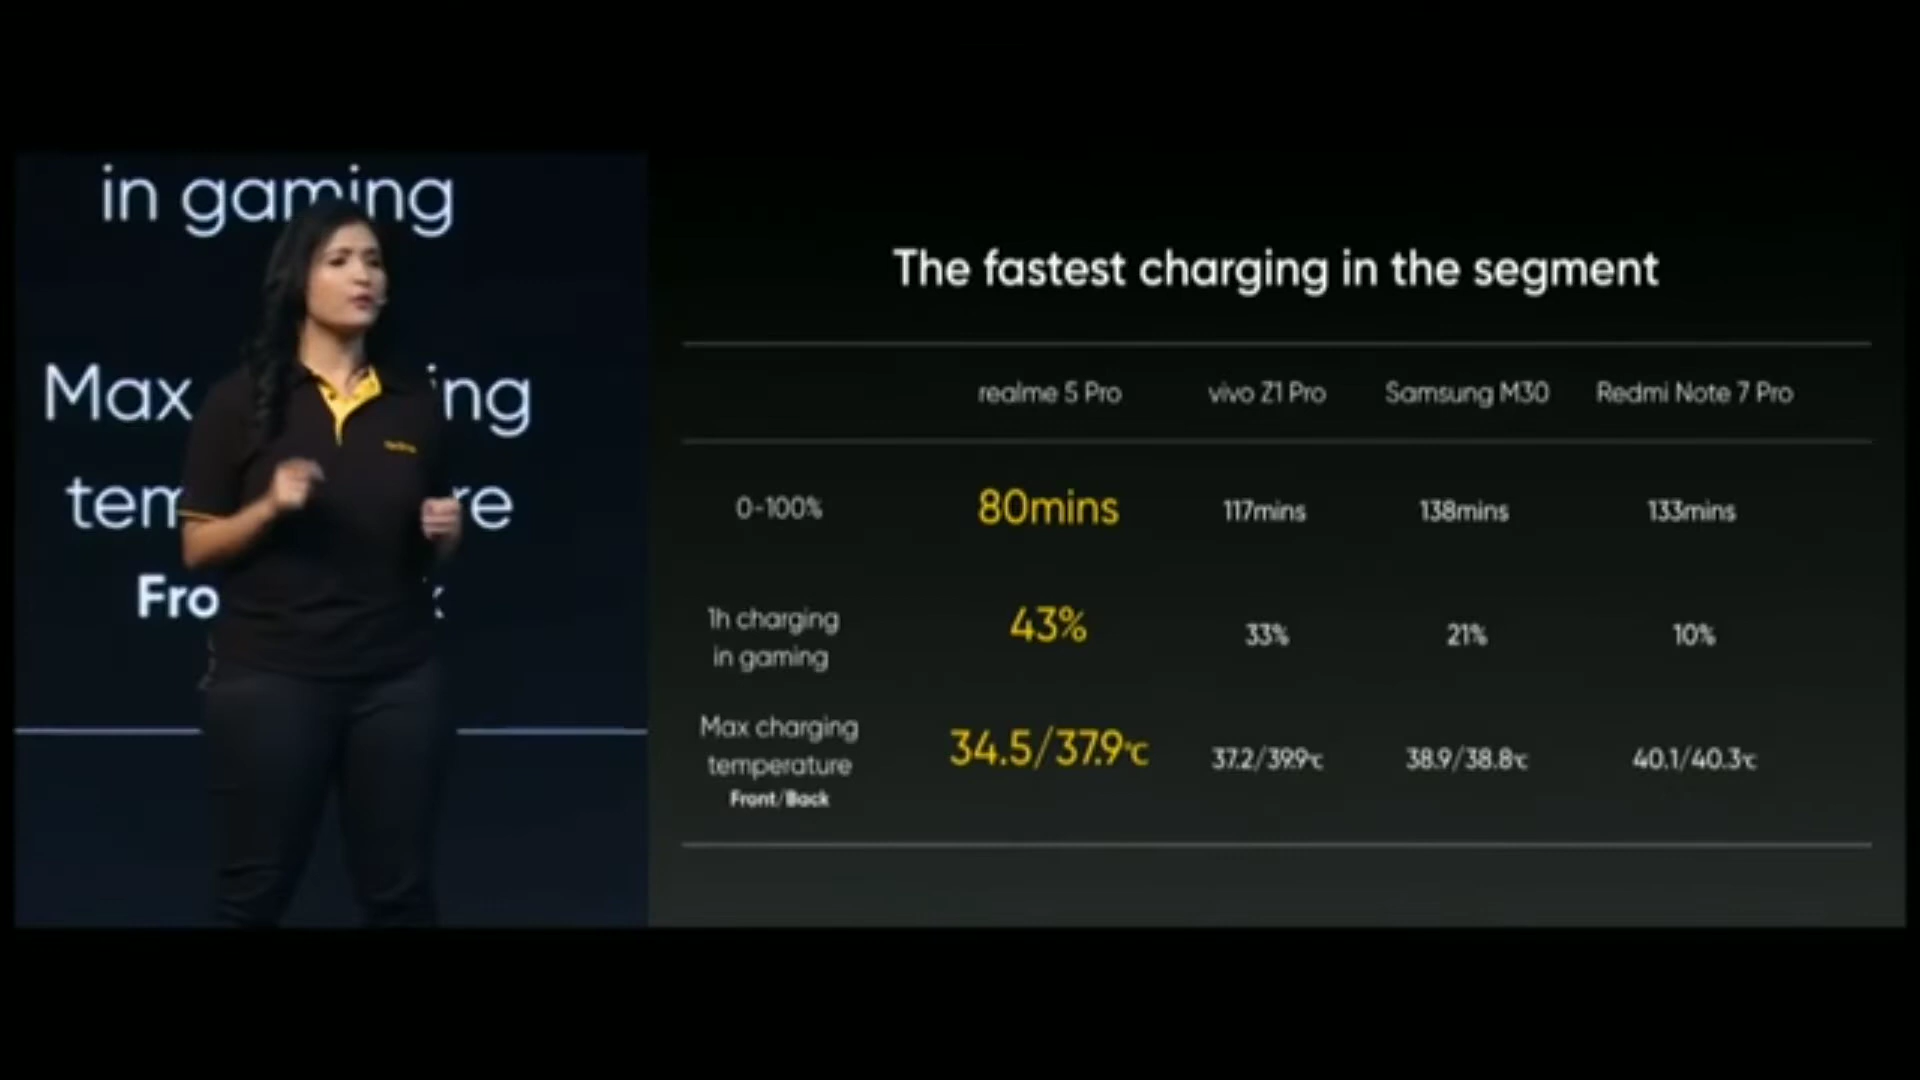 in gaming
Max ing
tem re
Fro k
The fastest charging in the segment
realme 5 Pro vivo Z1 Pro Samsung M30 Redmi Note 7 Pro
0-100% 80mins 117mins 138mins 133mins
1h charging
in gaming 43% 33% 21% 10%
Max charging
temperature 34.5/37.9℃ 37.2/39.9℃ 38.9/38.8℃ 40.1/40.3℃
Front/Back